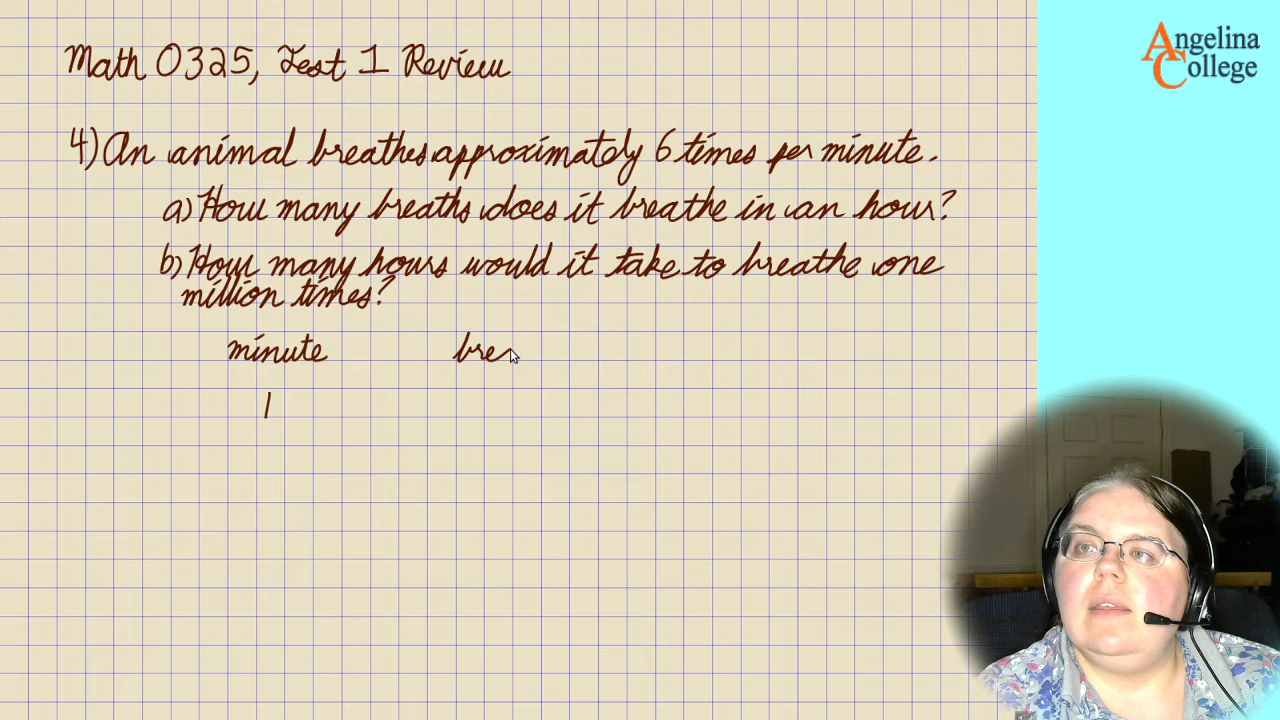 Math 0325, Test 1 Review
Angelina
College
4) An animal breathes approximately 6 times per minute.
a) How many breaths does it breathe in an hour?
b) How many hours would it take to breathe one
million times?
minute bre
1